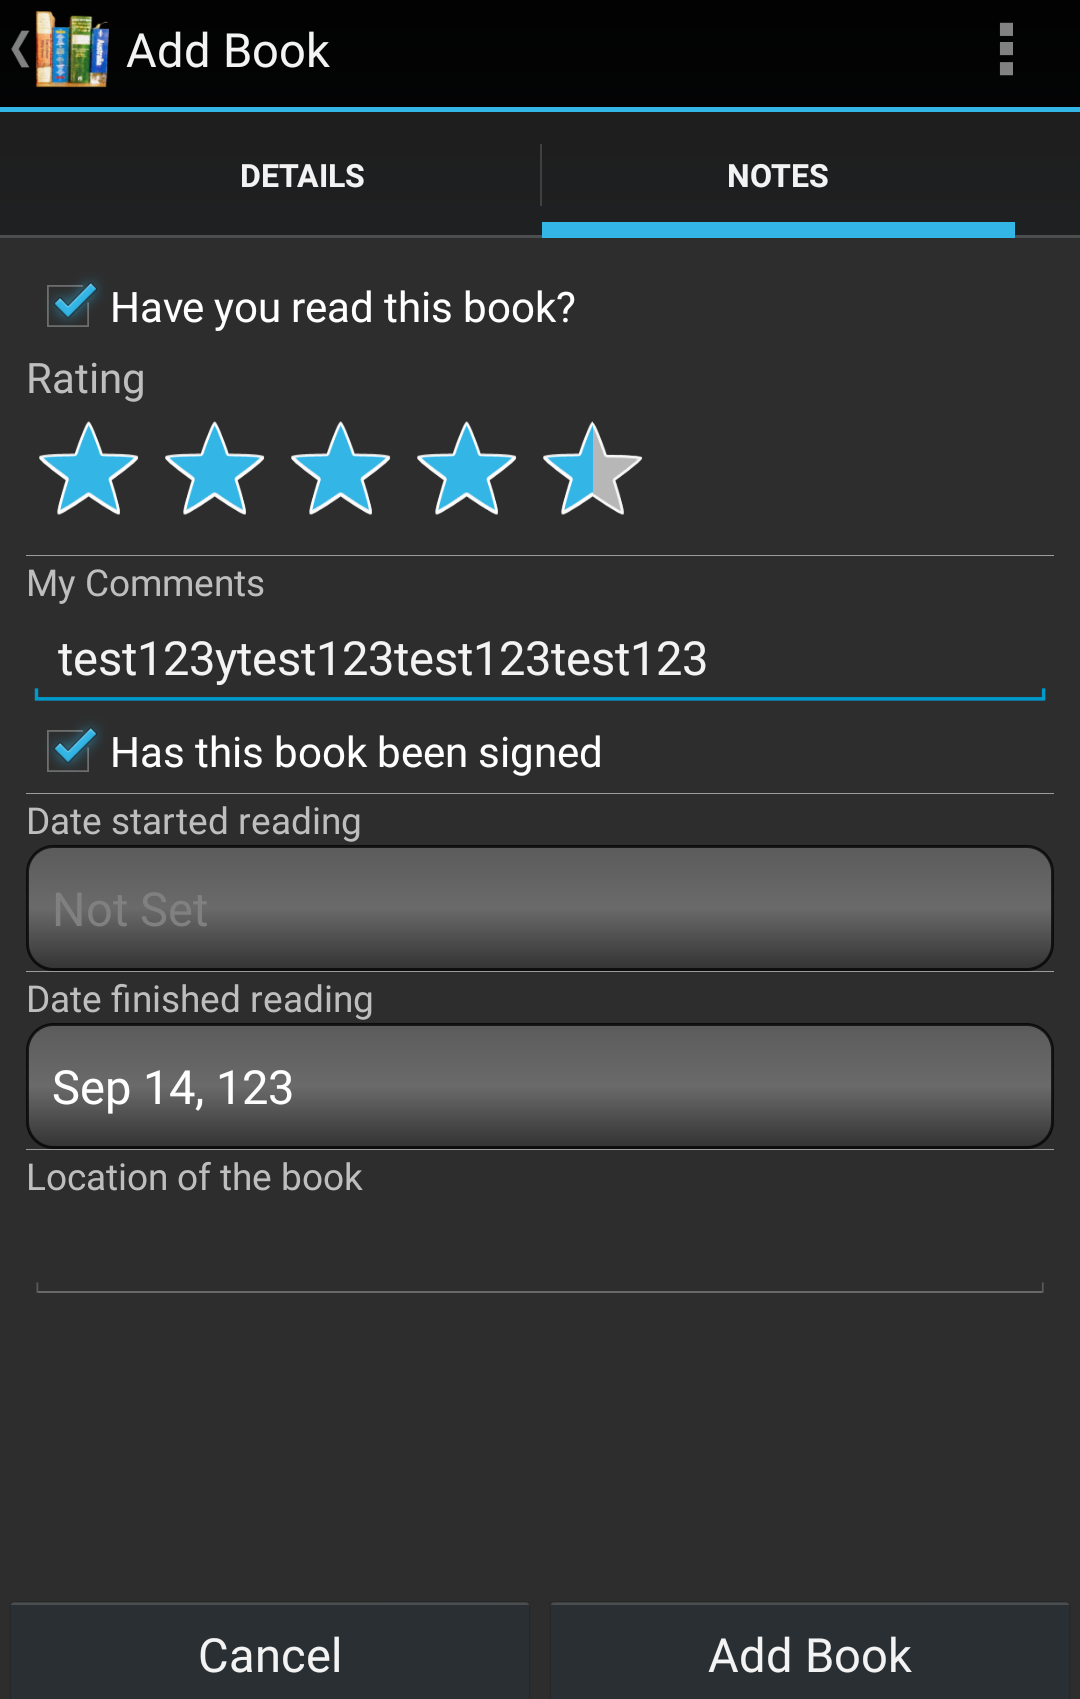 Add Book
DETAILS
NOTES
Have you read this book?
Rating
My Comments
test123ytest123test123test123
Has this book been signed
Date started reading
Not Set
Date finished reading
Sep 14, 123
Location of the book
Cancel
Add Book